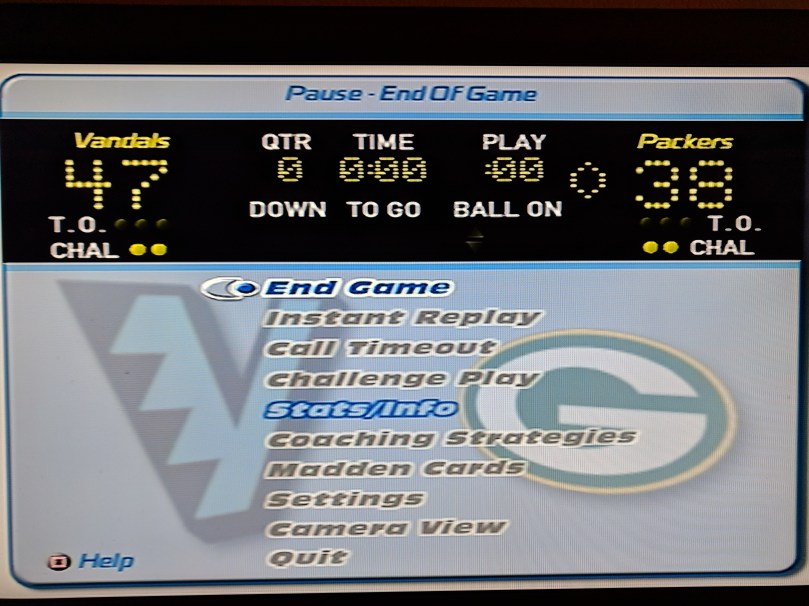 Pause - End Of Game
Vandals QTR TIME PLAY Packers
47 0 0:00 :00 38
T.O. DOWN TO GO BALL ON T.O.
CHAL CHAL
End Game
Instant Replay
Call Timeout
Challenge Play
Stats/Info
Coaching Strategies
Madden Cards
Settings
Camera View
Quit
Help
V
G